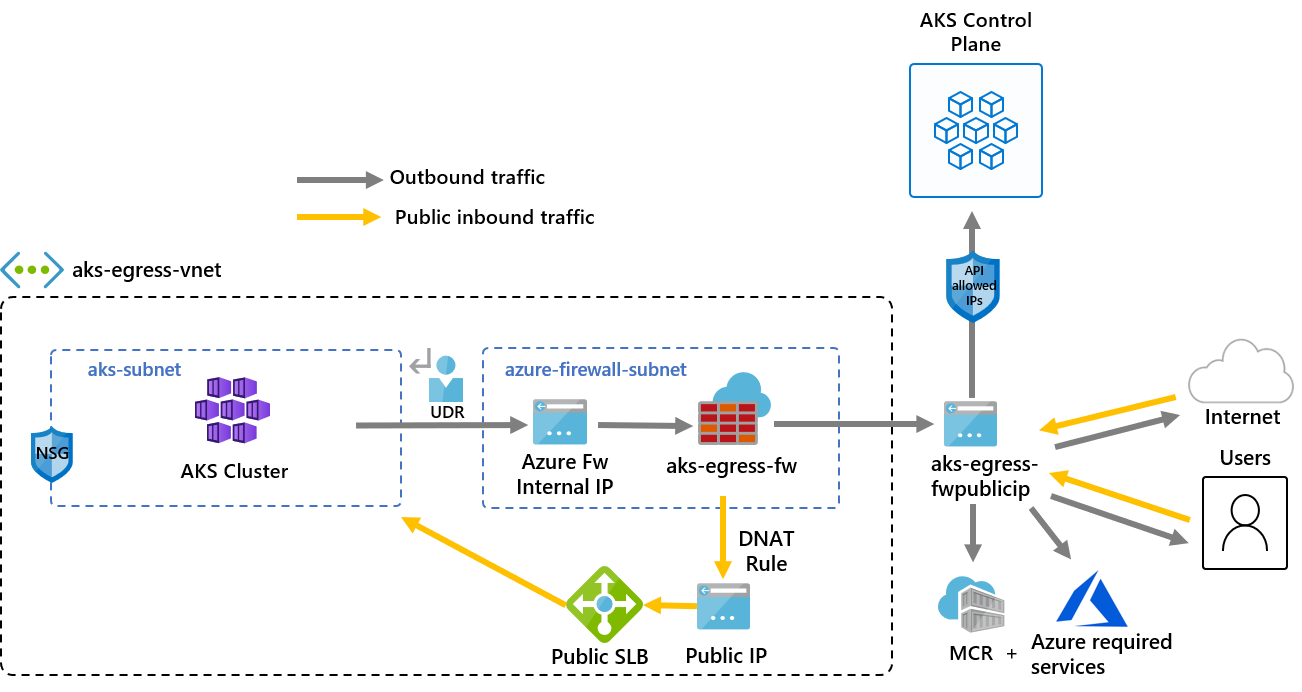 AKS Control
Plane
Outbound traffic
Public inbound traffic
API
allowed
IPs
aks-egress-vnet
aks-subnet
UDR
azure-firewall-subnet
NSG
AKS Cluster
Azure Fw
Internal IP
aks-egress-fw
aks-egress-
fwpublicip
Internet
Users
DNAT
Rule
Public SLB
Public IP
MCR +
Azure required
services